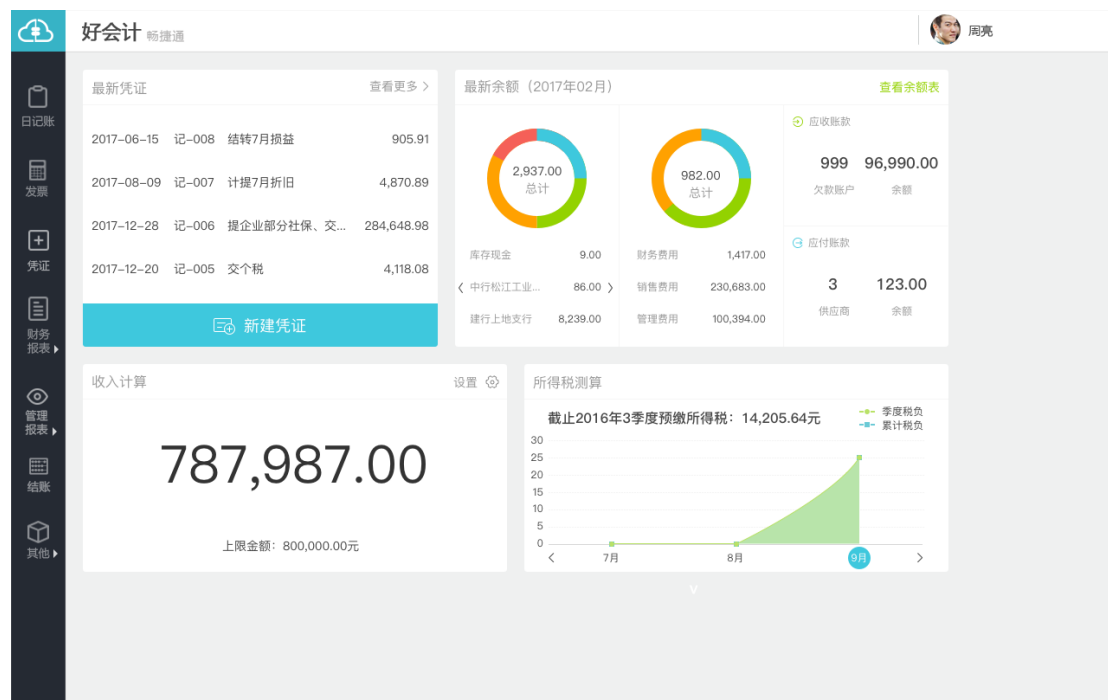 好会计 畅捷通
周亮
日记账
发票
凭证
财务
报表
管理
报表
结账
其他
最新凭证 查看更多 >
2017-06-15 记-008 结转7月损益 905.91
2017-08-09 记-007 计提7月折旧 4,870.89
2017-12-28 记-006 提企业部分社保、交... 284,648.98
2017-12-20 记-005 交个税 4,118.08
新建凭证
最新余额（2017年02月） 查看余额表
2,937.00
总计
982.00
总计
库存现金 9.00
中行松江工业... 86.00
建行上地支行 8,239.00
财务费用 1,417.00
销售费用 230,683.00
管理费用 100,394.00
应收账款
999 96,990.00
欠款账户 余额
应付账款
3 123.00
供应商 余额
收入计算 设置
787,987.00
上限金额：800,000.00元
所得税测算
截止2016年3季度预缴所得税：14,205.64元
季度税负
累计税负
30
25
20
15
10
5
0
7月 8月 9月
v